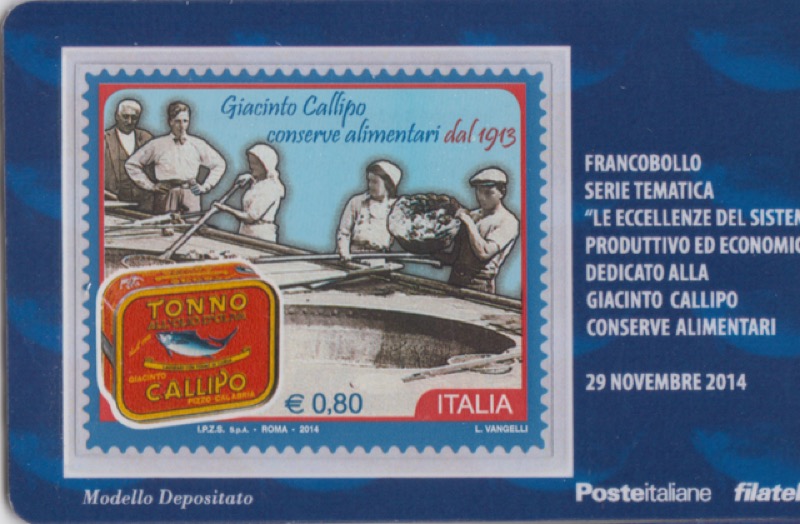 Giacinto Callipo
conserve alimentari dal 1913
TONNO
GIACINTO
CALLIPO
PIZZO-CALABRIA
€ 0,80
ITALIA
I.P.Z.S. S.p.A. - ROMA - 2014
L. VANGELLI
FRANCOBOLLO
SERIE TEMATICA
"LE ECCELLENZE DEL SISTEM
PRODUTTIVO ED ECONOMIC
DEDICATO ALLA
GIACINTO CALLIPO
CONSERVE ALIMENTARI
29 NOVEMBRE 2014
Modello Depositato
Posteitaliane filatel